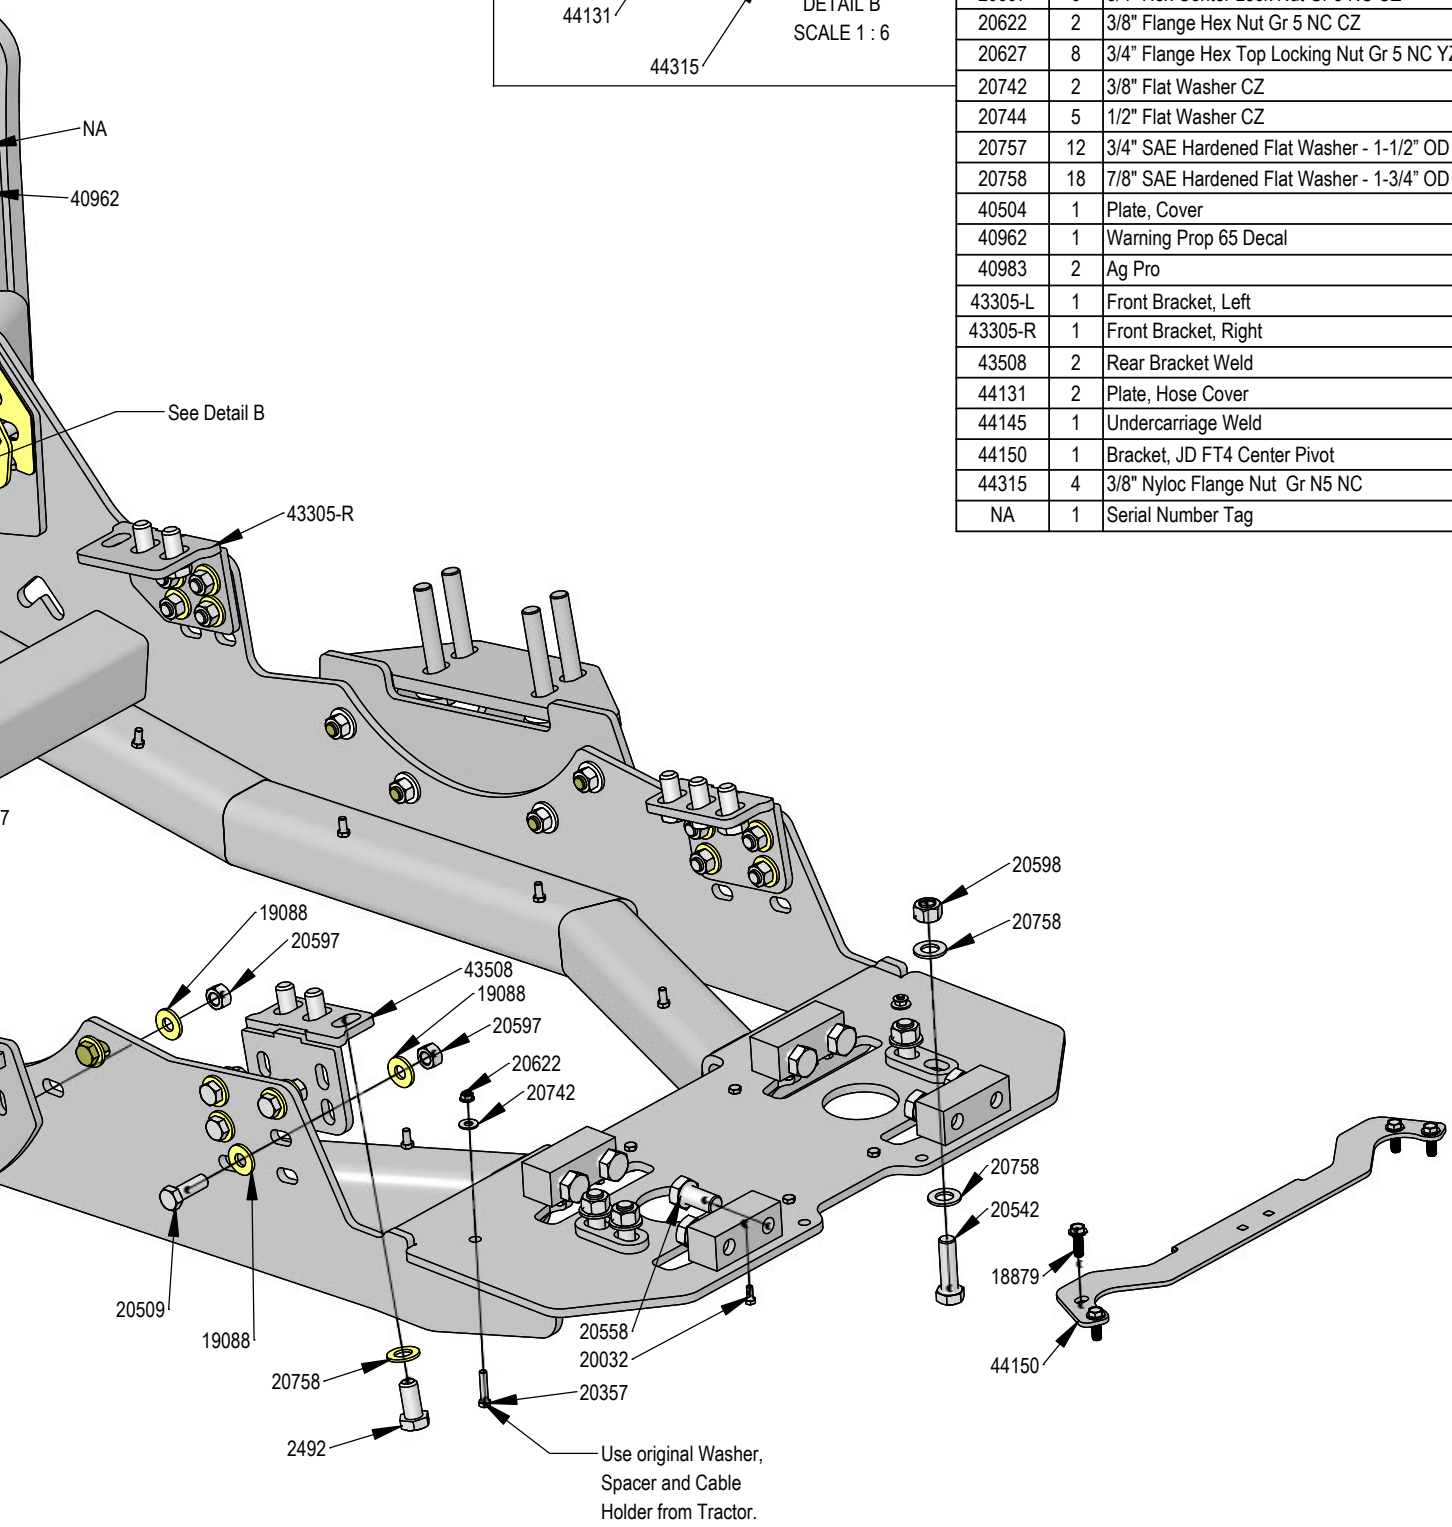 44131
DETAIL B
SCALE 1 : 6
44315
20622 2 3/8" Flange Hex Nut Gr 5 NC CZ
20627 8 3/4” Flange Hex Top Locking Nut Gr 5 NC YZ
20742 2 3/8" Flat Washer CZ
20744 5 1/2" Flat Washer CZ
20757 12 3/4" SAE Hardened Flat Washer - 1-1/2” OD
20758 18 7/8" SAE Hardened Flat Washer - 1-3/4” OD
40504 1 Plate, Cover
40962 1 Warning Prop 65 Decal
40983 2 Ag Pro
43305-L 1 Front Bracket, Left
43305-R 1 Front Bracket, Right
43508 2 Rear Bracket Weld
44131 2 Plate, Hose Cover
44145 1 Undercarriage Weld
44150 1 Bracket, JD FT4 Center Pivot
44315 4 3/8" Nyloc Flange Nut Gr N5 NC
NA 1 Serial Number Tag
NA
40962
See Detail B
43305-R
7
20598
20758
19088
20597
43508
19088
20597
20622
20742
20758
20542
18879
44150
20509
19088
20758
2492
20558
20032
20357
Use original Washer,
Spacer and Cable
Holder from Tractor.